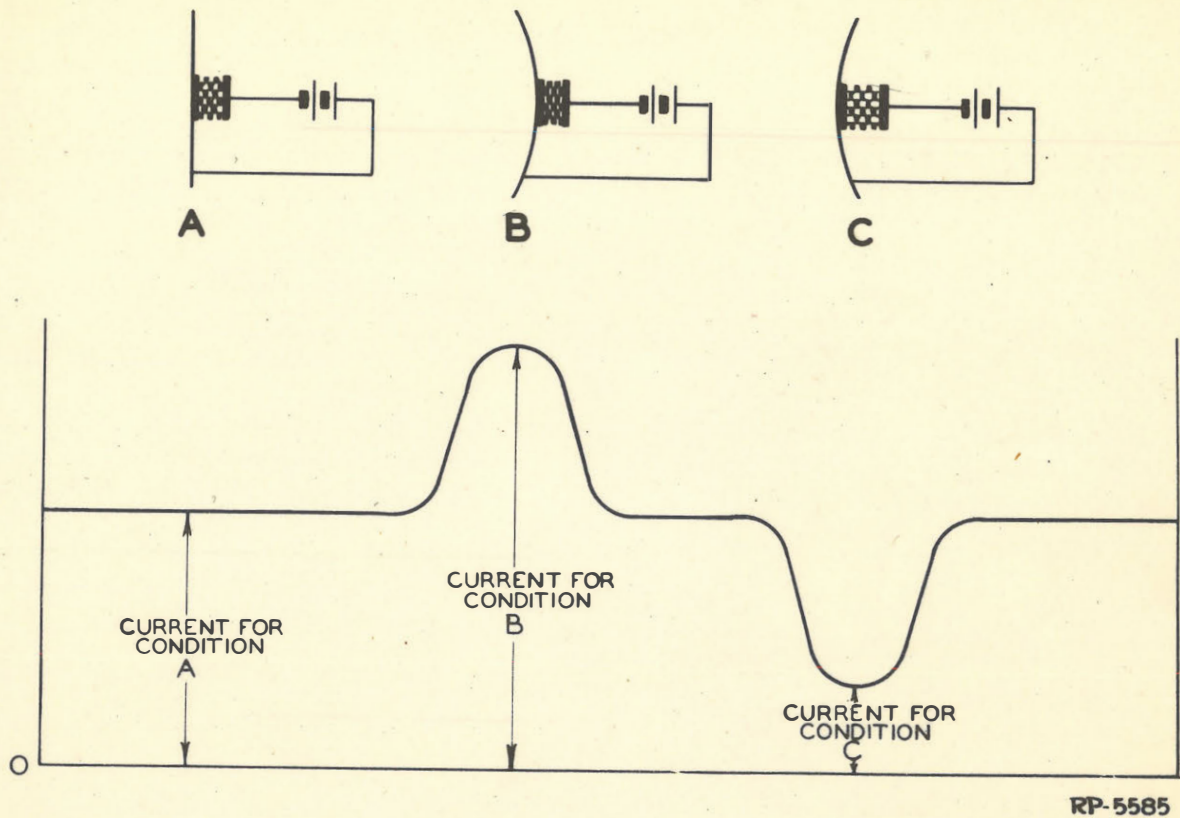 A
B
C
CURRENT FOR
CONDITION
A
CURRENT FOR
CONDITION
B
CURRENT FOR
CONDITION
C
O
RP-5585